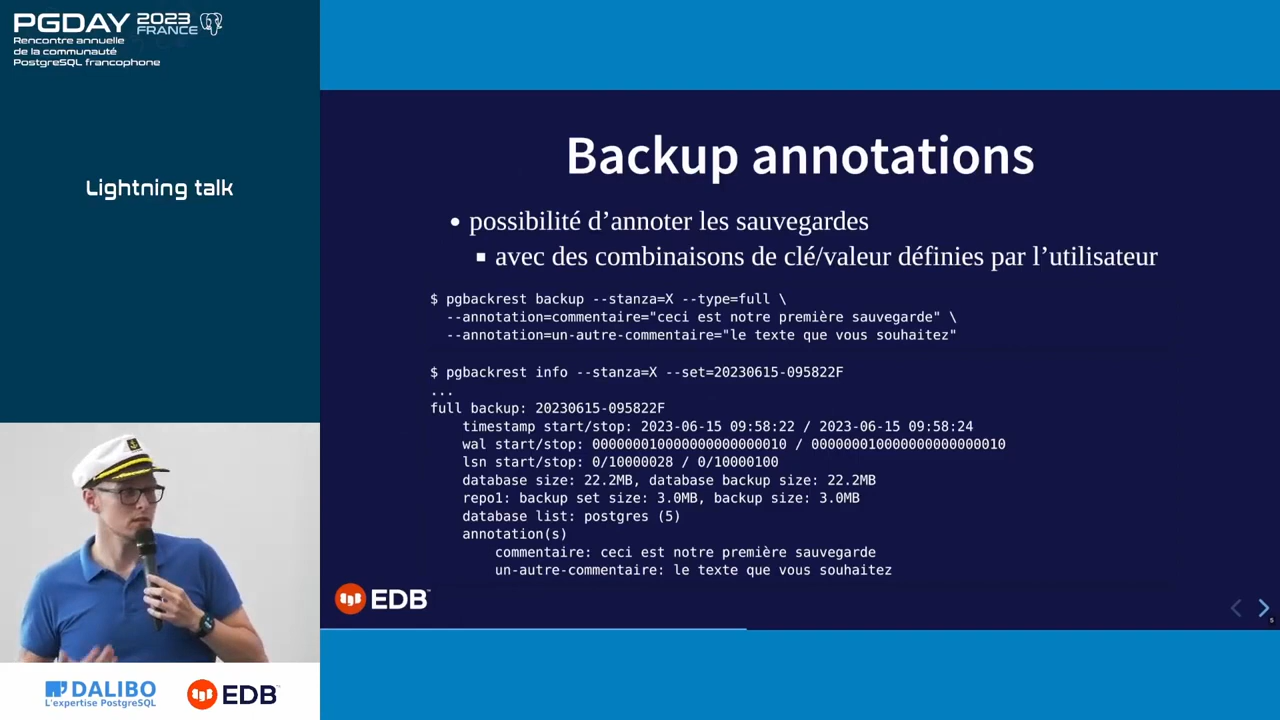 PGDAY 2023 FRANCE
Rencontre annuelle
de la communauté
PostgreSQL francophone
Lightning talk
Backup annotations
• possibilité d’annoter les sauvegardes
▪ avec des combinaisons de clé/valeur définies par l’utilisateur
$ pgbackrest backup --stanza=X --type=full \
--annotation=commentaire="ceci est notre première sauvegarde" \
--annotation=un-autre-commentaire="le texte que vous souhaitez"
$ pgbackrest info --stanza=X --set=20230615-095822F
...
full backup: 20230615-095822F
timestamp start/stop: 2023-06-15 09:58:22 / 2023-06-15 09:58:24
wal start/stop: 000000010000000000000010 / 000000010000000000000010
lsn start/stop: 0/10000028 / 0/10000100
database size: 22.2MB, database backup size: 22.2MB
repo1: backup set size: 3.0MB, backup size: 3.0MB
database list: postgres (5)
annotation(s)
commentaire: ceci est notre première sauvegarde
un-autre-commentaire: le texte que vous souhaitez
EDB
5
DALIBO
L'expertise PostgreSQL
EDB